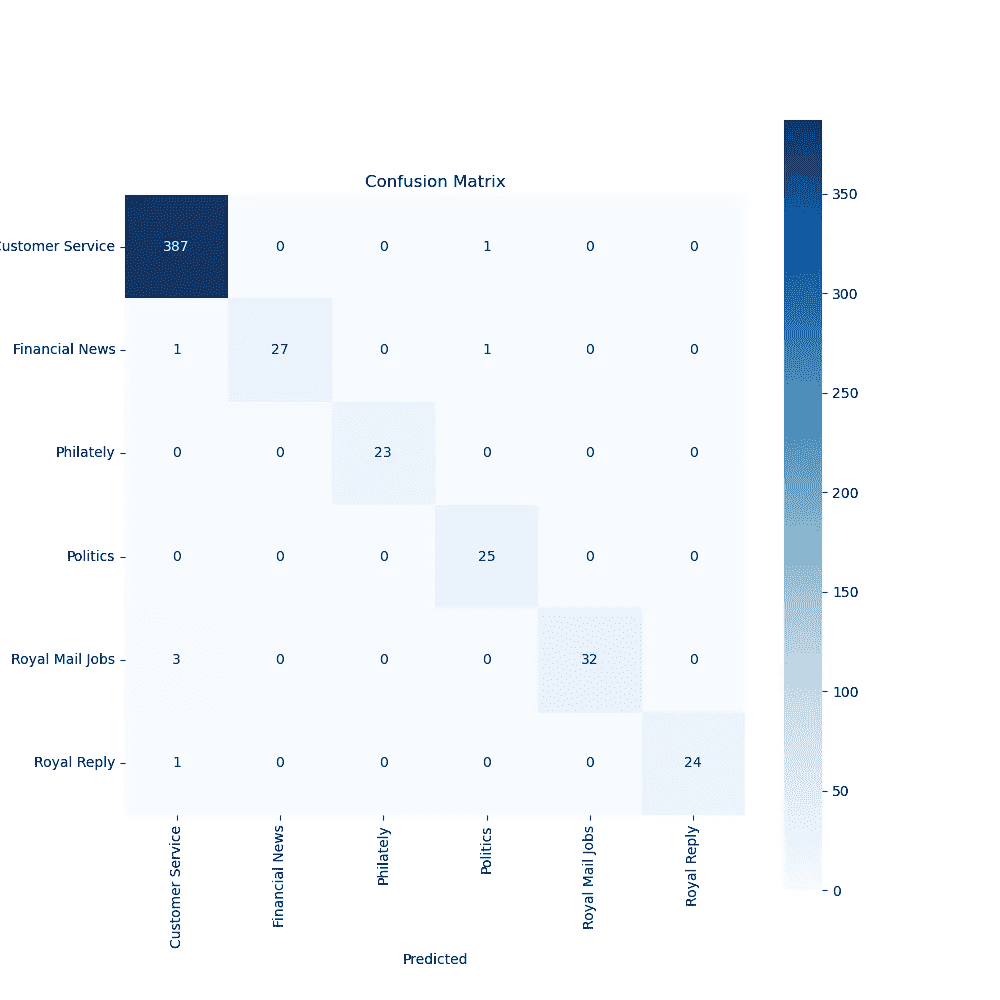 Confusion Matrix
ustomer Service 387 0 0 1 0 0
Financial News 1 27 0 1 0 0
Philately 0 0 23 0 0 0
Politics 0 0 0 25 0 0
Royal Mail Jobs 3 0 0 0 32 0
Royal Reply 1 0 0 0 0 24
Customer Service
Financial News
Philately
Politics
Royal Mail Jobs
Royal Reply
Predicted
350
300
250
200
150
100
50
0